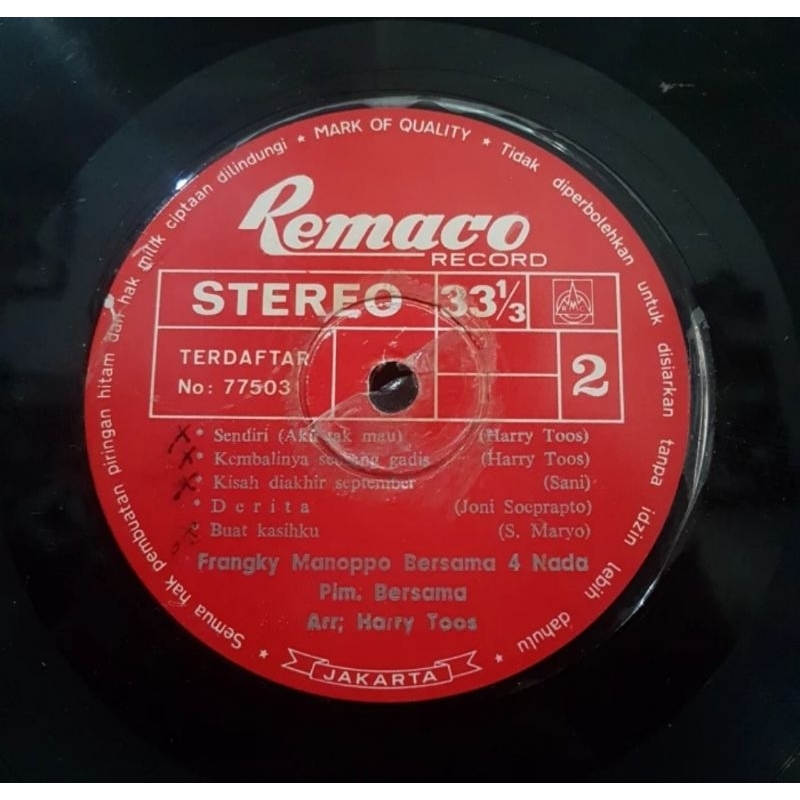 Semua hak pembuatan piringan hitam dan hak milik ciptaan dilindungi ★ MARK OF QUALITY ★ Tidak diperbolehkan untuk disiarkan tanpa idzin lebih dahulu ★
Remaco
RECORD
STEREO 33 1/3
TERDAFTAR
No: 77503
2
* Sendiri (Aku tak mau) (Harry Toos)
* Kembalinya seorang gadis (Harry Toos)
* Kisah diakhir september (Sani)
* Derita (Joni Soeprapto)
* Buat kasihku (S. Maryo)
Frangky Manoppo Bersama 4 Nada
Pim. Bersama
Arr; Harry Toos
JAKARTA